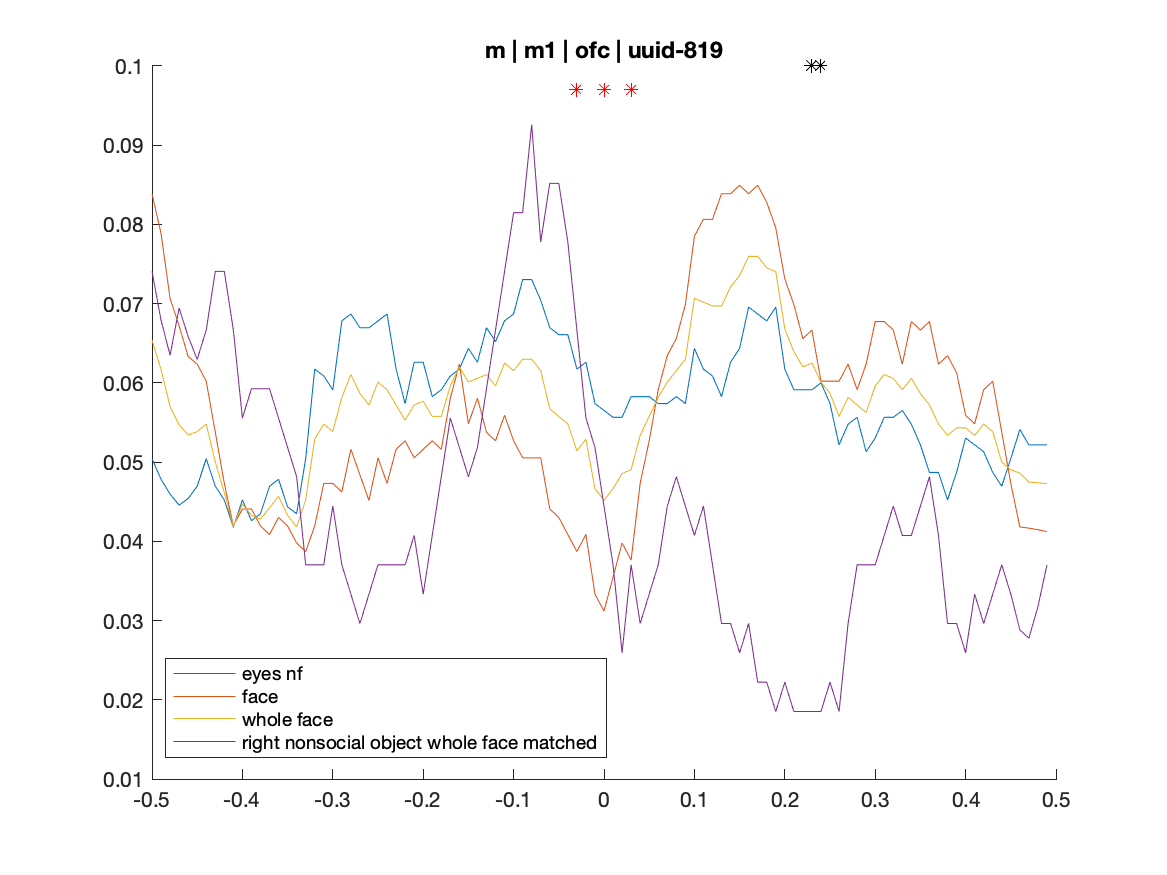 m | m1 | ofc | uuid-819
0.1
0.09
0.08
0.07
0.06
0.05
0.04
0.03
0.02
0.01
eyes nf
face
whole face
right nonsocial object whole face matched
-0.5 -0.4 -0.3 -0.2 -0.1 0 0.1 0.2 0.3 0.4 0.5